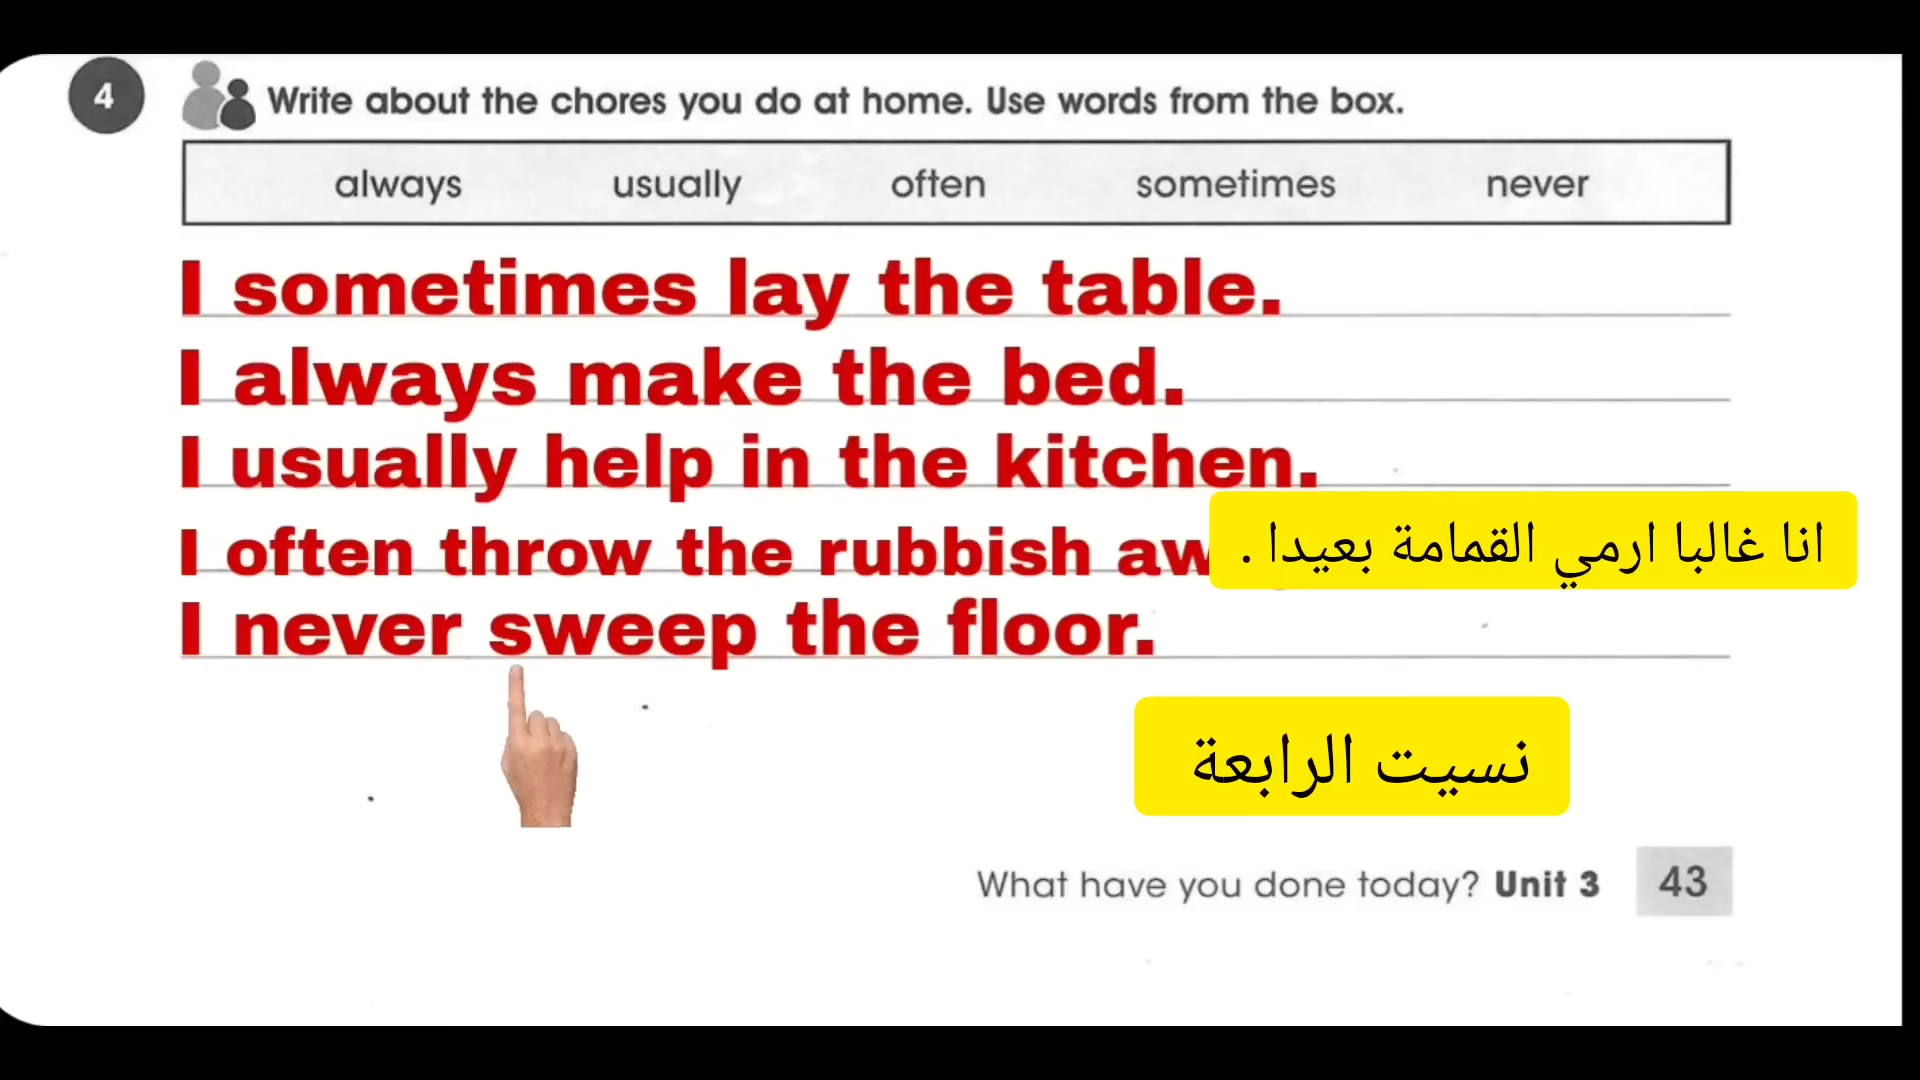 4 Write about the chores you do at home. Use words from the box.
always usually often sometimes never
I sometimes lay the table.
I always make the bed.
I usually help in the kitchen.
I often throw the rubbish
انا غالبا ارمي القمامة بعيدا .
I never sweep the floor.
نسيت الرابعة
What have you done today? Unit 3 43